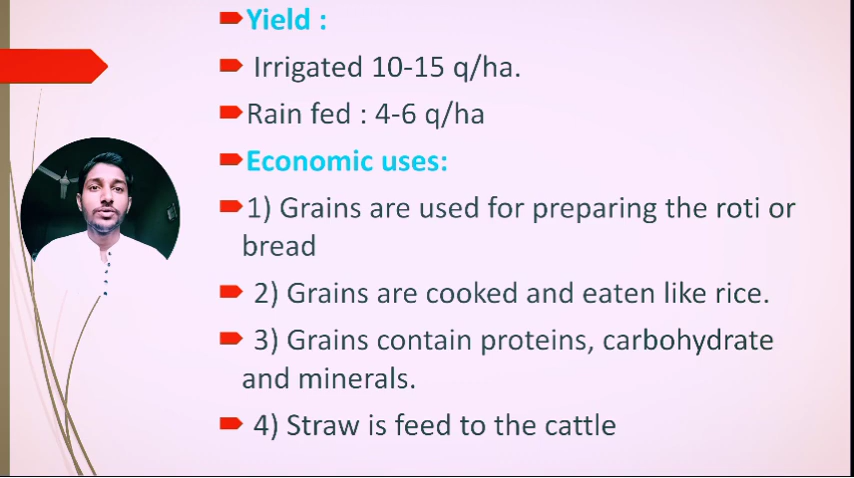 Yield :
Irrigated 10-15 q/ha.
Rain fed : 4-6 q/ha
Economic uses:
1) Grains are used for preparing the roti or
bread
2) Grains are cooked and eaten like rice.
3) Grains contain proteins, carbohydrate
and minerals.
4) Straw is feed to the cattle